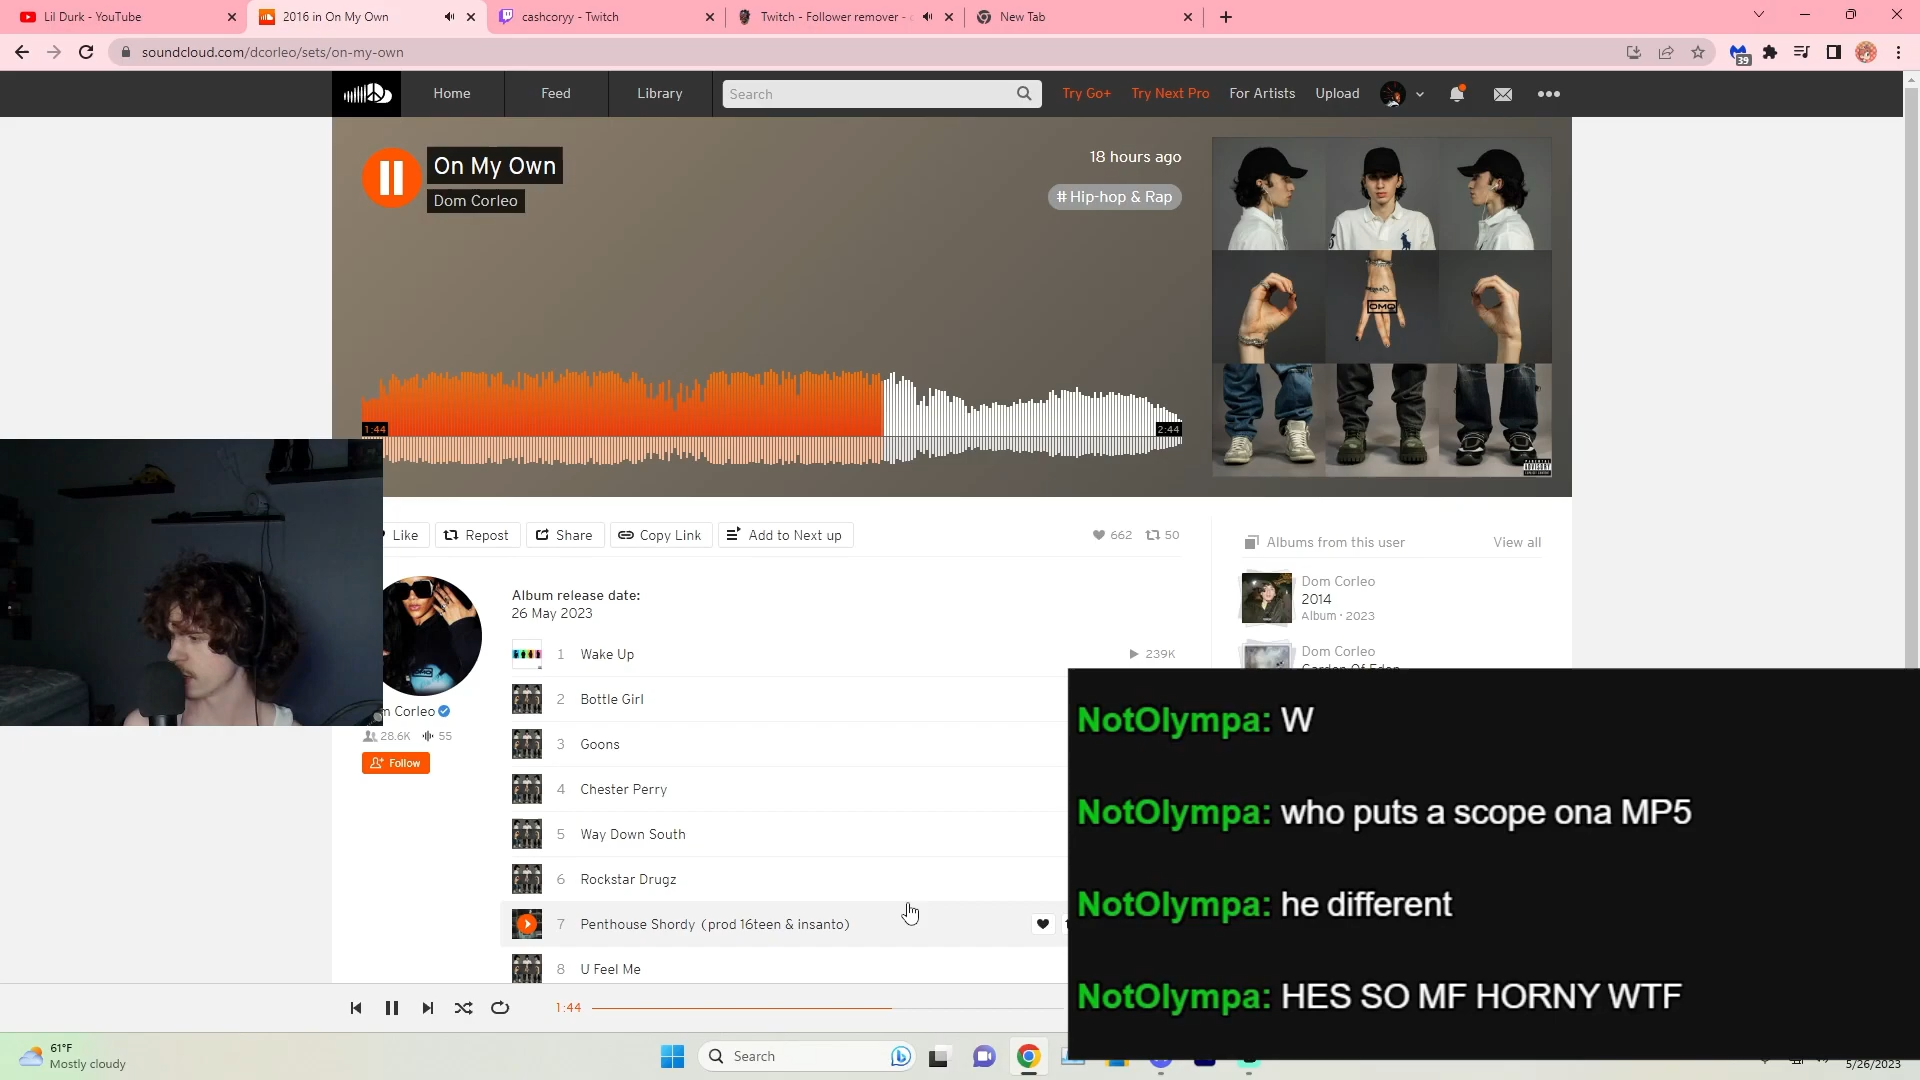 Lil Durk - YouTube
2016 in On My Own
cashcoryy - Twitch
Twitch - Follower remover -
New Tab
soundcloud.com/dcorleo/sets/on-my-own
39
Home
Feed
Library
Search
Try Go+
Try Next Pro
For Artists
Upload
On My Own
Dom Corleo
18 hours ago
# Hip-hop & Rap
OMO
1:44
2:44
Like
Repost
Share
Copy Link
Add to Next up
662
50
Albums from this user
View all
Album release date:
26 May 2023
Dom Corleo
2014
Album · 2023
Dom Corleo
Garden Of Eden
1 Wake Up
239K
2 Bottle Girl
3 Goons
4 Chester Perry
5 Way Down South
6 Rockstar Drugz
7 Penthouse Shordy (prod 16teen & insanto)
8 U Feel Me
m Corleo
28.6K
55
Follow
NotOlympa: W
NotOlympa: who puts a scope ona MP5
NotOlympa: he different
NotOlympa: HES SO MF HORNY WTF
1:44
61°F
Mostly cloudy
Search
5/26/2023